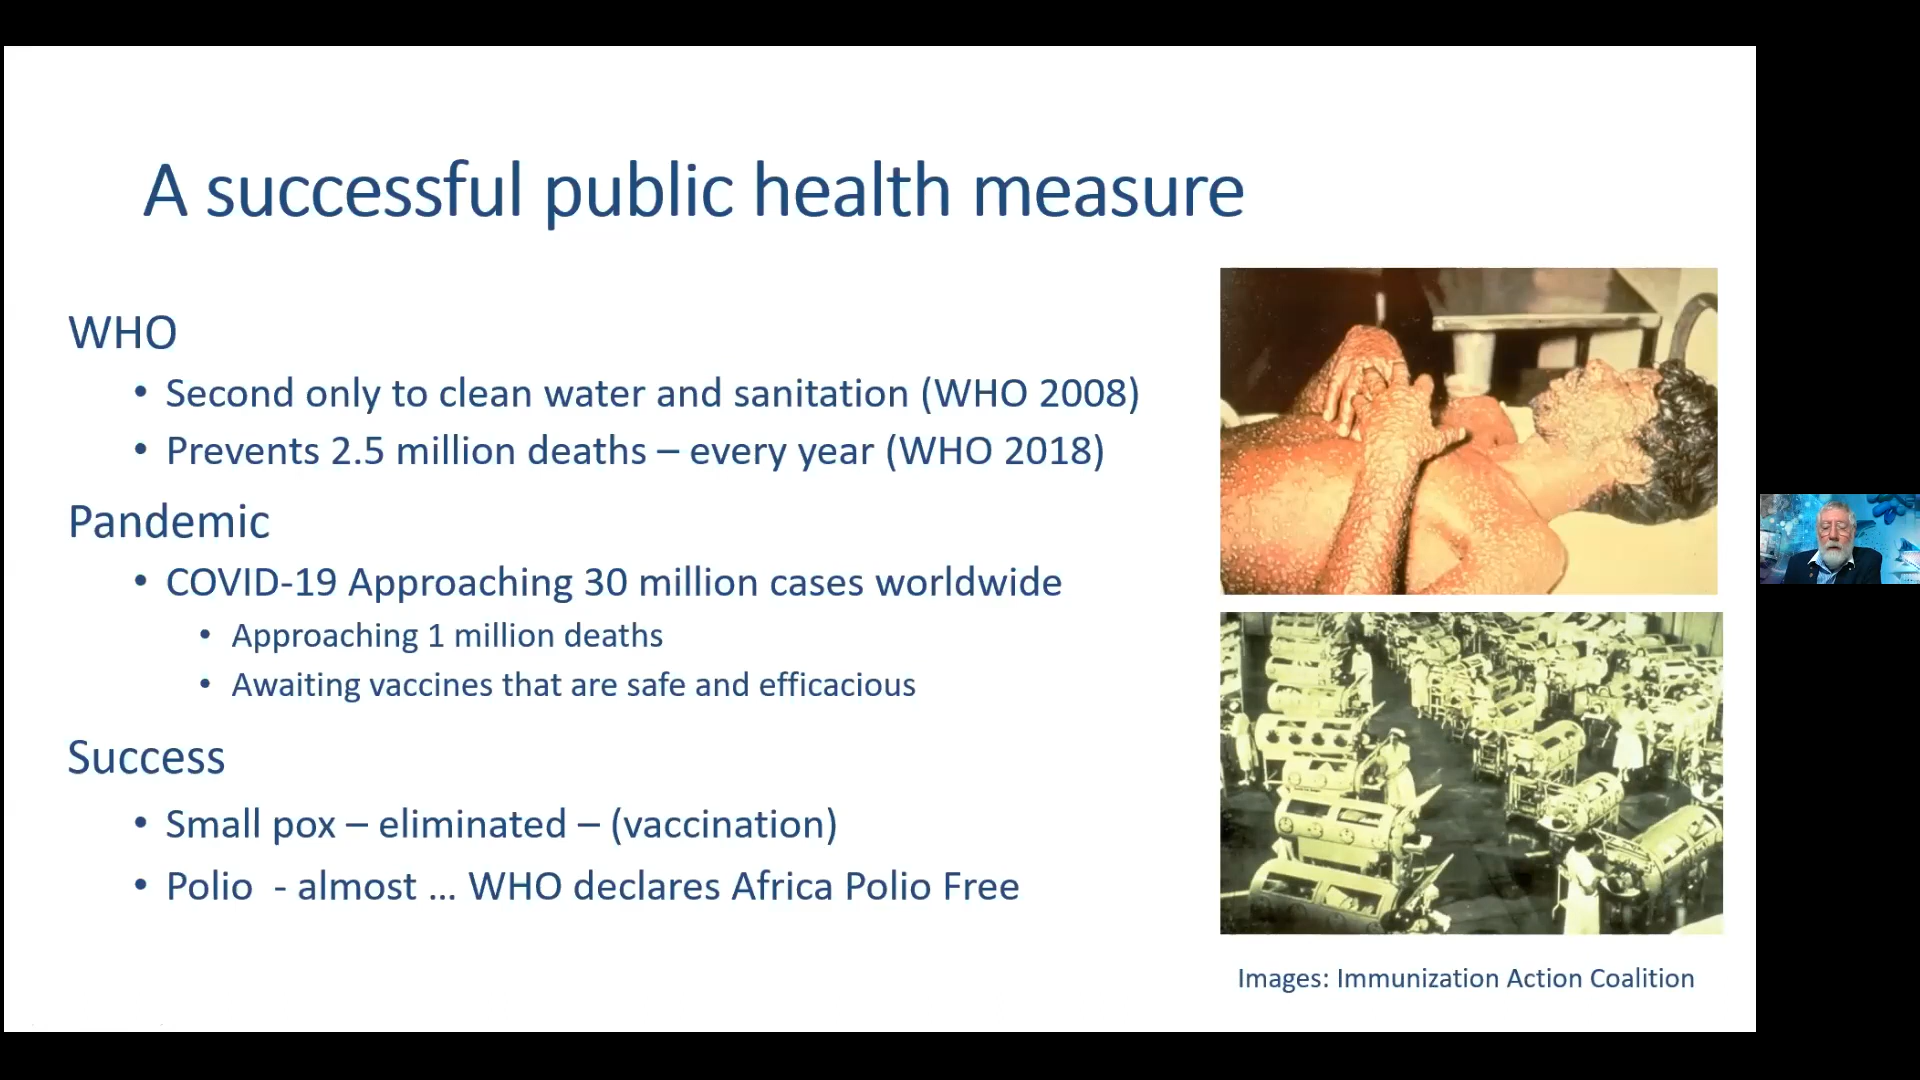 A successful public health measure
WHO
• Second only to clean water and sanitation (WHO 2008)
• Prevents 2.5 million deaths – every year (WHO 2018)
Pandemic
• COVID-19 Approaching 30 million cases worldwide
• Approaching 1 million deaths
• Awaiting vaccines that are safe and efficacious
Success
• Small pox – eliminated – (vaccination)
• Polio  - almost ... WHO declares Africa Polio Free
Images: Immunization Action Coalition